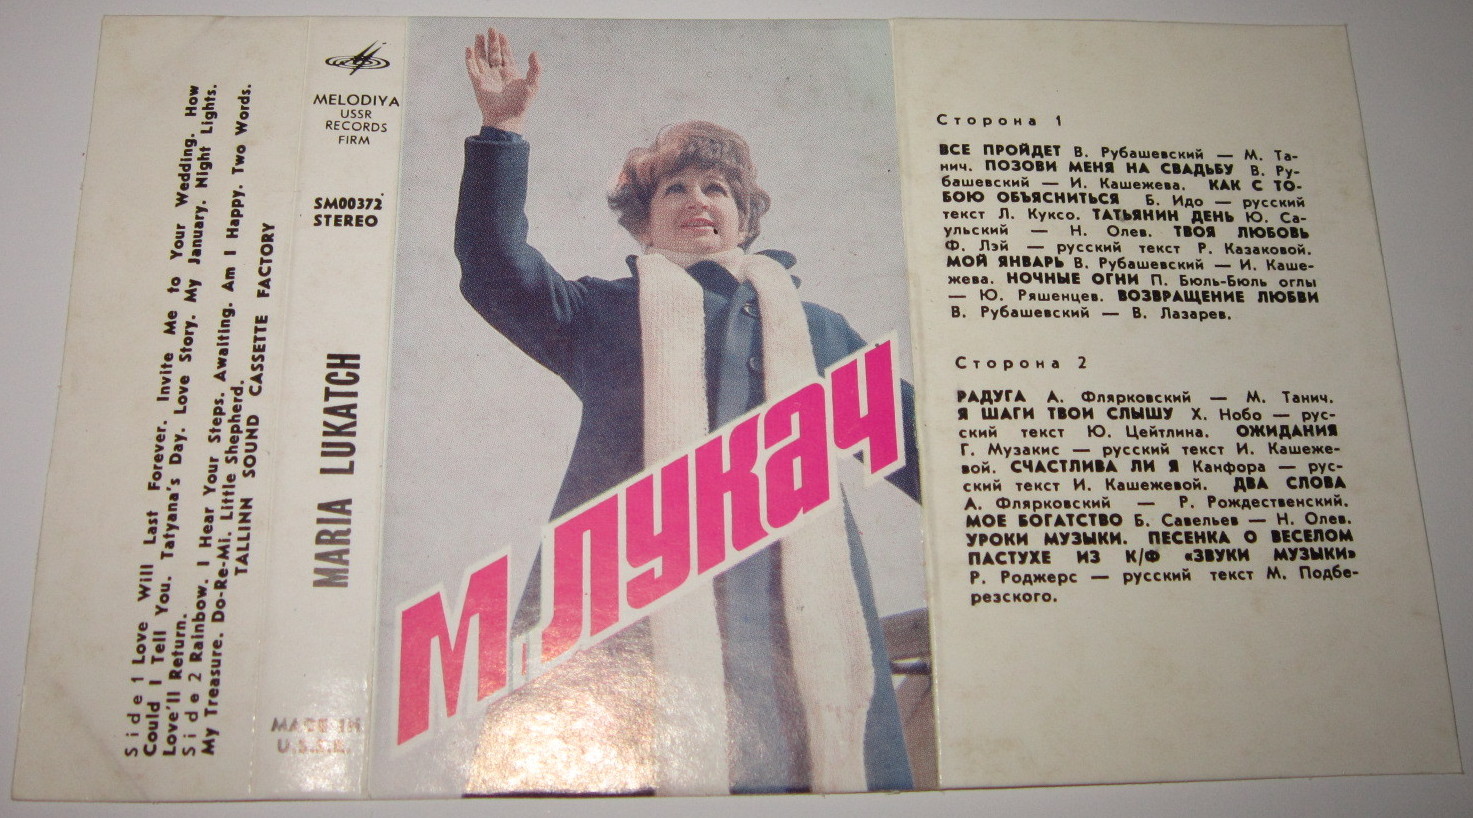 Side 1 Love Will Last Forever. Invite Me to Your Wedding. How
Could I Tell You. Tatyana's Day. Love Story. My January. Night Lights.
Love'll Return.
Side 2 Rainbow. I Hear Your Steps. Awaiting. Am I Happy. Two Words.
My Treasure. Do-Re-Mi. Little Shepherd.
TALLINN SOUND CASSETTE FACTORY
MELODIYA
USSR
RECORDS
FIRM
SM00372
STEREO
MARIA LUKATCH
MADE IN
U.S.S.R.
М. ЛУКАЧ
Сторона 1
ВСЕ ПРОЙДЕТ В. Рубашевский — М. Та-
нич. ПОЗОВИ МЕНЯ НА СВАДЬБУ В. Ру-
башевский — И. Кашежева. КАК С ТО-
БОЮ ОБЪЯСНИТЬСЯ Б. Идо — русский
текст Л. Куксо. ТАТЬЯНИН ДЕНЬ Ю. Са-
ульский — Н. Олев. ТВОЯ ЛЮБОВЬ
Ф. Лэй — русский текст Р. Казаковой.
МОЙ ЯНВАРЬ В. Рубашевский — И. Каше-
жева. НОЧНЫЕ ОГНИ П. Бюль-Бюль оглы
— Ю. Ряшенцев. ВОЗВРАЩЕНИЕ ЛЮБВИ
В. Рубашевский — В. Лазарев.
Сторона 2
РАДУГА А. Флярковский — М. Танич.
Я ШАГИ ТВОИ СЛЫШУ Х. Нобо — рус-
ский текст Ю. Цейтлина. ОЖИДАНИЯ
Г. Музакис — русский текст И. Кашеже-
вой. СЧАСТЛИВА ЛИ Я Канфора — рус-
ский текст И. Кашежевой. ДВА СЛОВА
А. Флярковский — Р. Рождественский.
МОЕ БОГАТСТВО Б. Савельев — Н. Олев.
УРОКИ МУЗЫКИ. ПЕСЕНКА О ВЕСЕЛОМ
ПАСТУХЕ ИЗ К/Ф «ЗВУКИ МУЗЫКИ»
Р. Роджерс — русский текст М. Подбе-
резского.